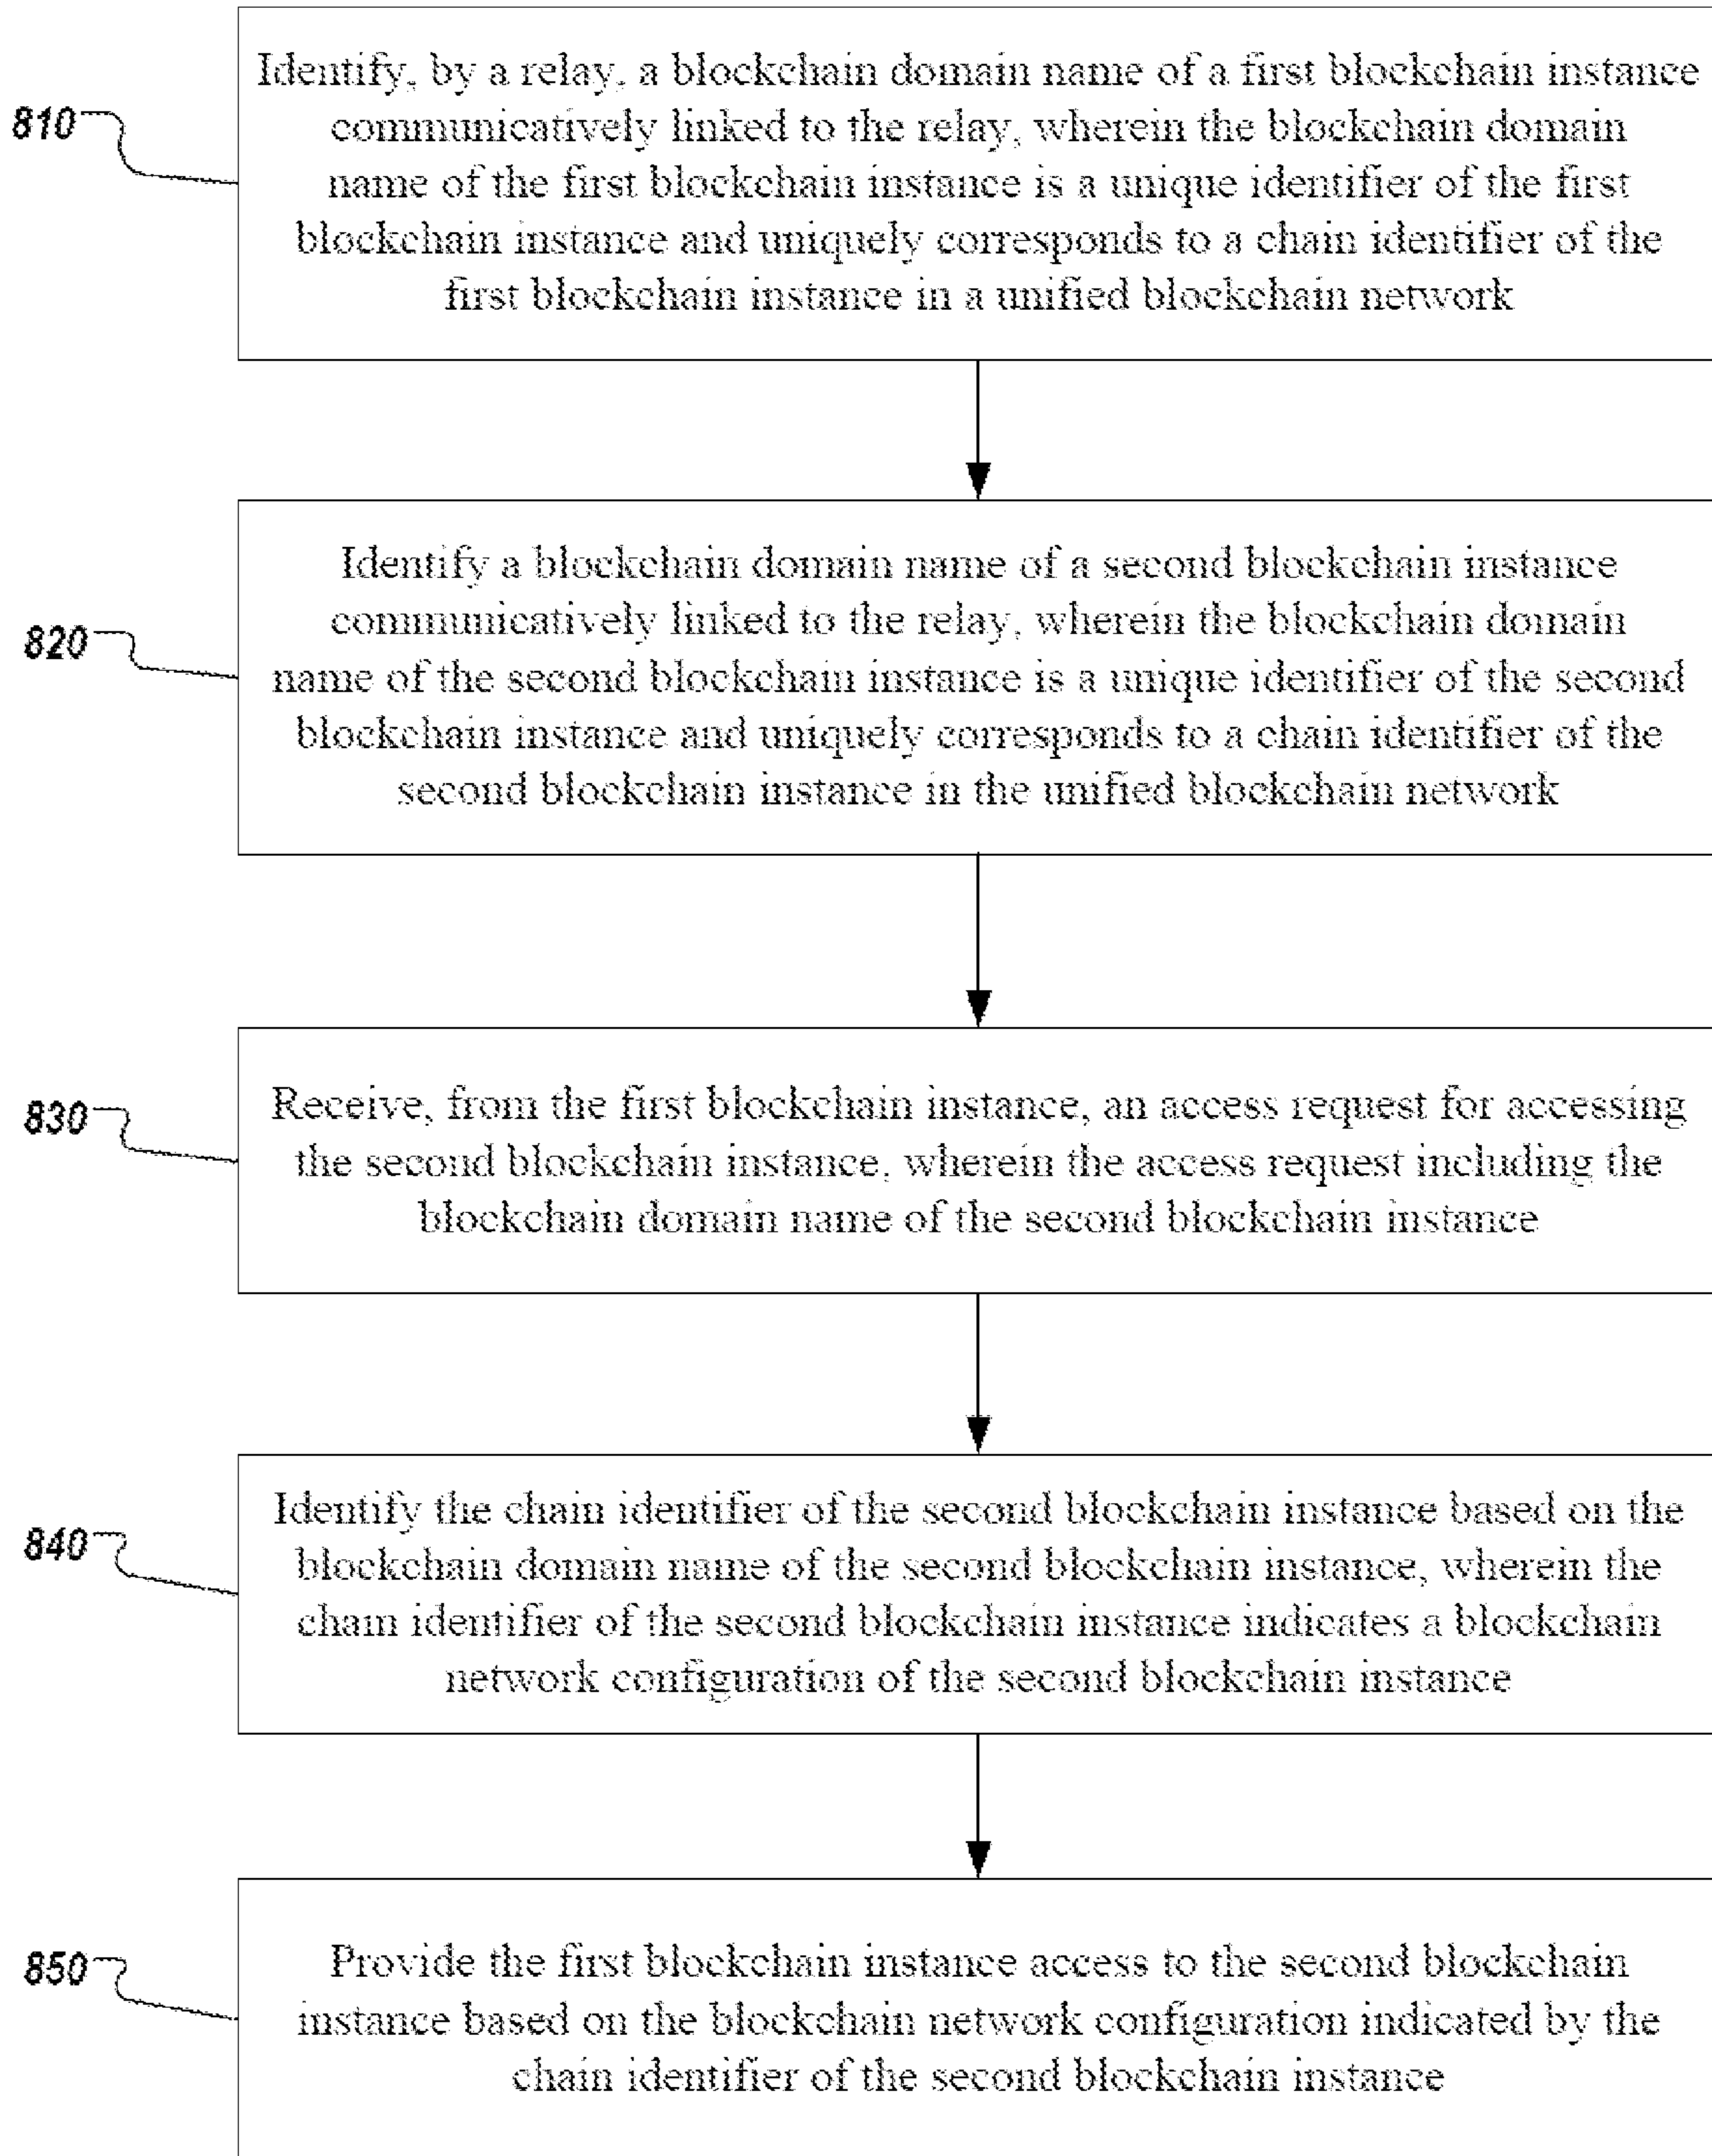 Identify, by a relay, a blockchain domain name of a first blockchain instance
communicatively linked to the relay, wherein the blockchain domain
name of the first blockchain instance is a unique identifier of the first
blockchain instance and uniquely corresponds to a chain identifier of the
first blockchain instance in a unified blockchain network
810
Identify a blockchain domain name of a second blockchain instance
communicatively linked to the relay, wherein the blockchain domain
name of the second blockchain instance is a unique identifier of the second
blockchain instance and uniquely corresponds to a chain identifier of the
second blockchain instance in the unified blockchain network
820
Receive, from the first blockchain instance, an access request for accessing
the second blockchain instance, wherein the access request including the
blockchain domain name of the second blockchain instance
830
Identify the chain identifier of the second blockchain instance based on the
blockchain domain name of the second blockchain instance, wherein the
chain identifier of the second blockchain instance indicates a blockchain
network configuration of the second blockchain instance
840
Provide the first blockchain instance access to the second blockchain
instance based on the blockchain network configuration indicated by the
chain identifier of the second blockchain instance
850